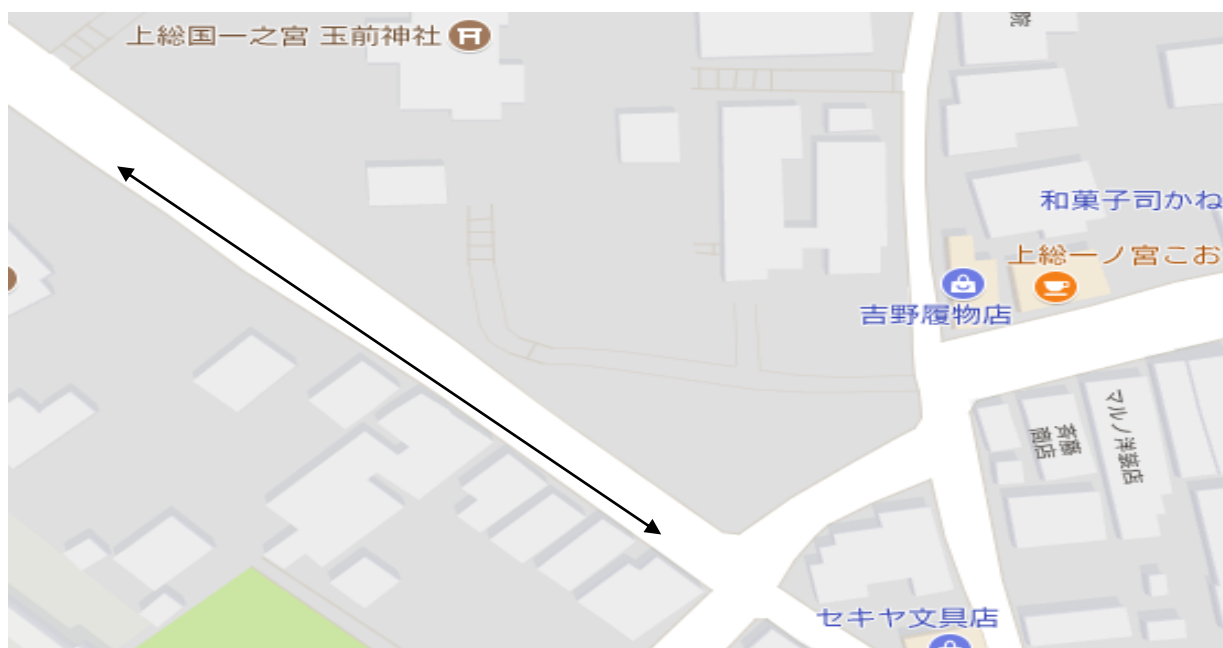 上総国一之宮 玉前神社
院
和菓子司かね
上総一ノ宮こお
吉野履物店
斉藤
商店
マルノ洋装店
セキヤ文具店